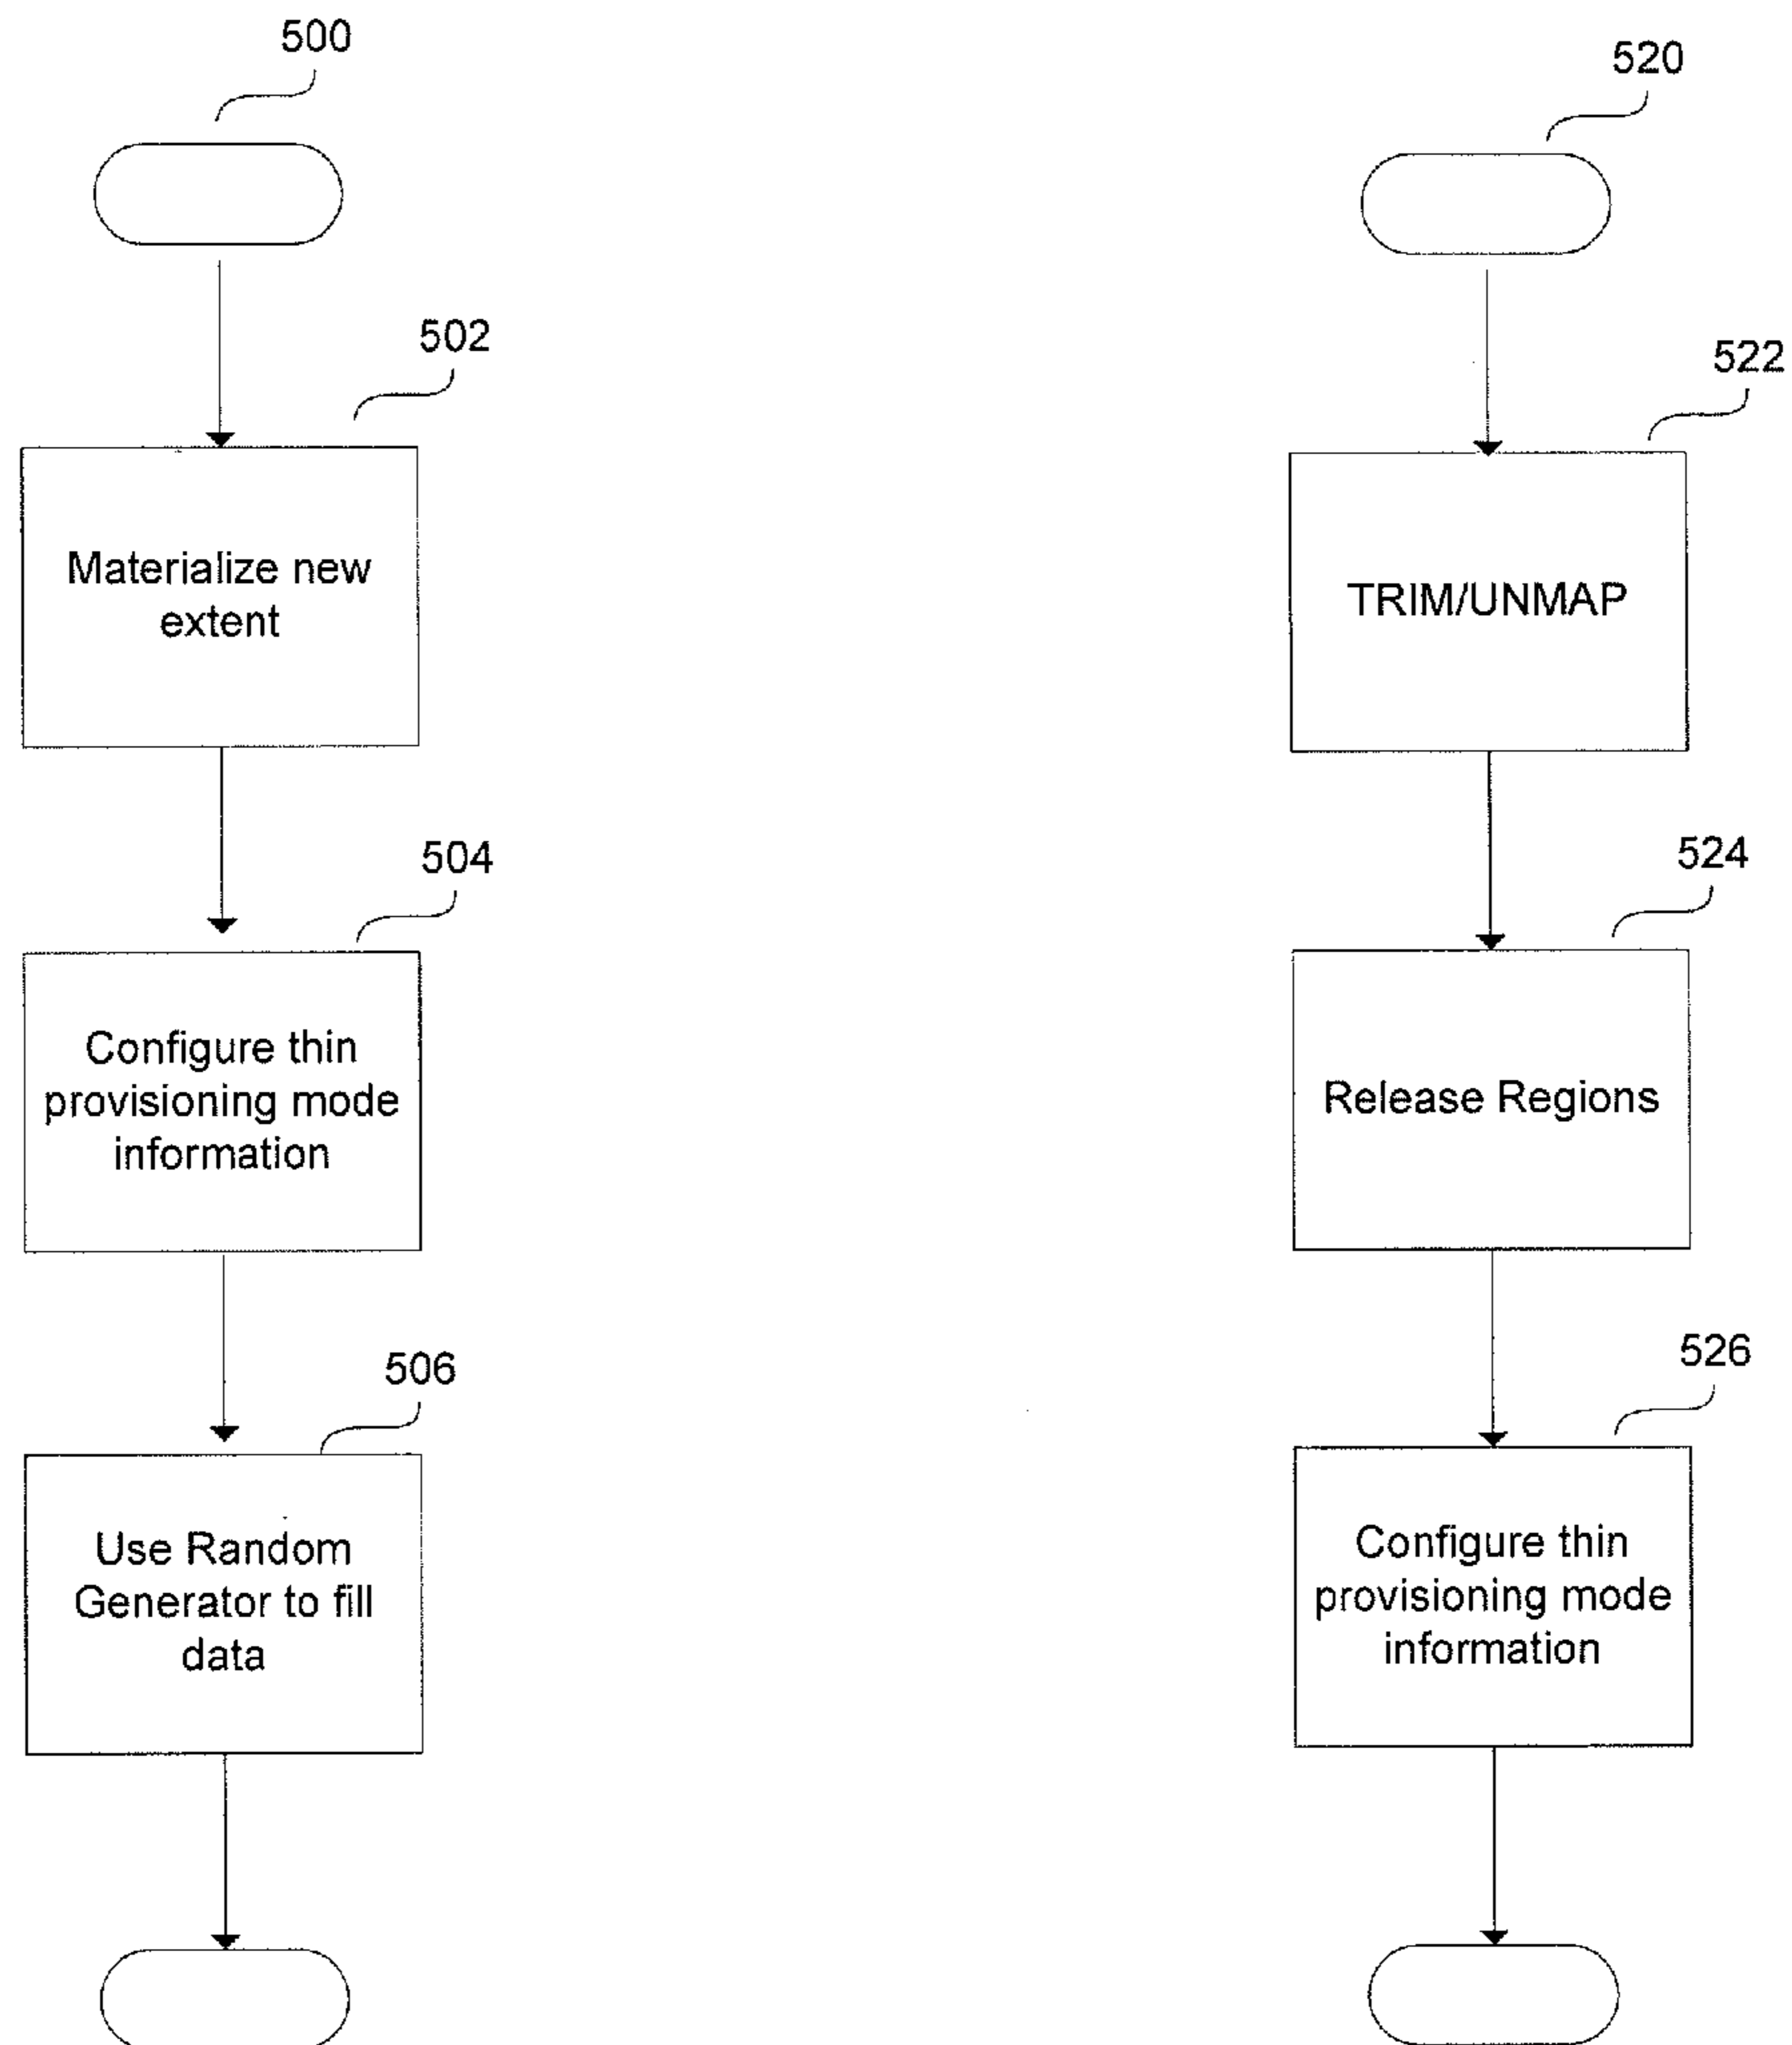 500
502
Materialize new
extent
504
Configure thin
provisioning mode
information
506
Use Random
Generator to fill
data
520
522
TRIM/UNMAP
524
Release Regions
526
Configure thin
provisioning mode
information